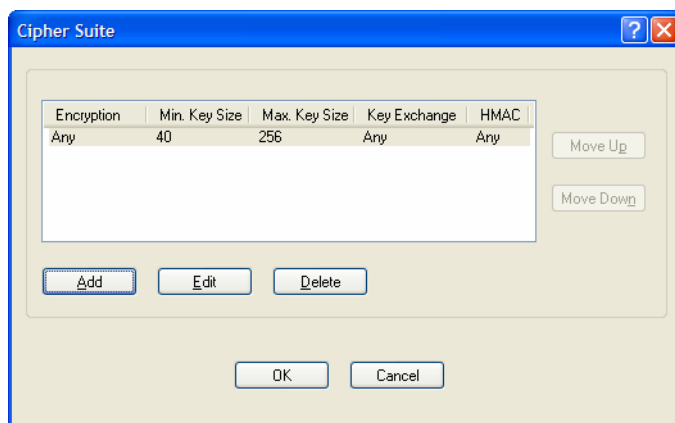 Cipher Suite
Encryption Min. Key Size Max. Key Size Key Exchange HMAC
Any 40 256 Any Any
Move Up
Move Down
Add Edit Delete
OK Cancel